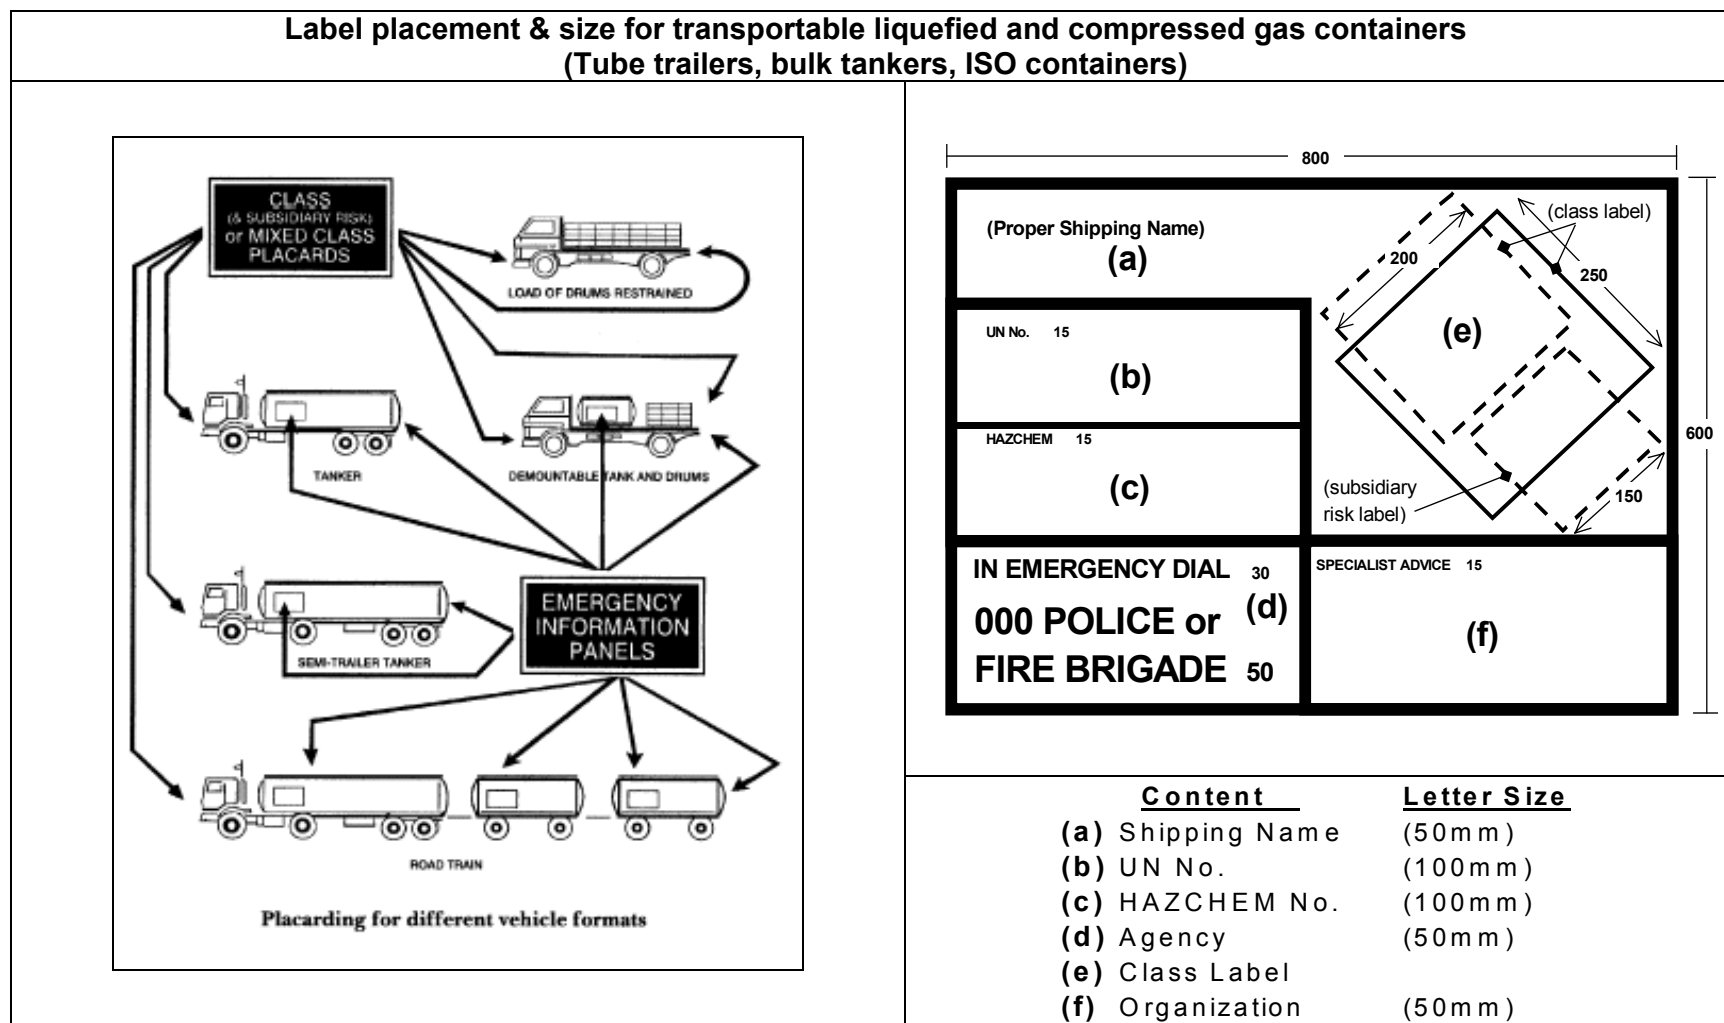 Label placement & size for transportable liquefied and compressed gas containers
(Tube trailers, bulk tankers, ISO containers)
CLASS
(& SUBSIDIARY RISK)
or MIXED CLASS
PLACARDS
LOAD OF DRUMS RESTRAINED
TANKER
DEMOUNTABLE TANK AND DRUMS
EMERGENCY
INFORMATION
PANELS
SEMI-TRAILER TANKER
ROAD TRAIN
Placarding for different vehicle formats
800
600
(Proper Shipping Name)
(a)
(class label)
200
250
(e)
UN No. 15
(b)
HAZCHEM 15
(c)
(subsidiary
risk label)
150
IN EMERGENCY DIAL 30
(d)
000 POLICE or
FIRE BRIGADE 50
SPECIALIST ADVICE 15
(f)
Content Letter Size
(a) Shipping Name (50mm)
(b) UN No. (100mm)
(c) HAZCHEM No. (100mm)
(d) Agency (50mm)
(e) Class Label
(f) Organization (50mm)